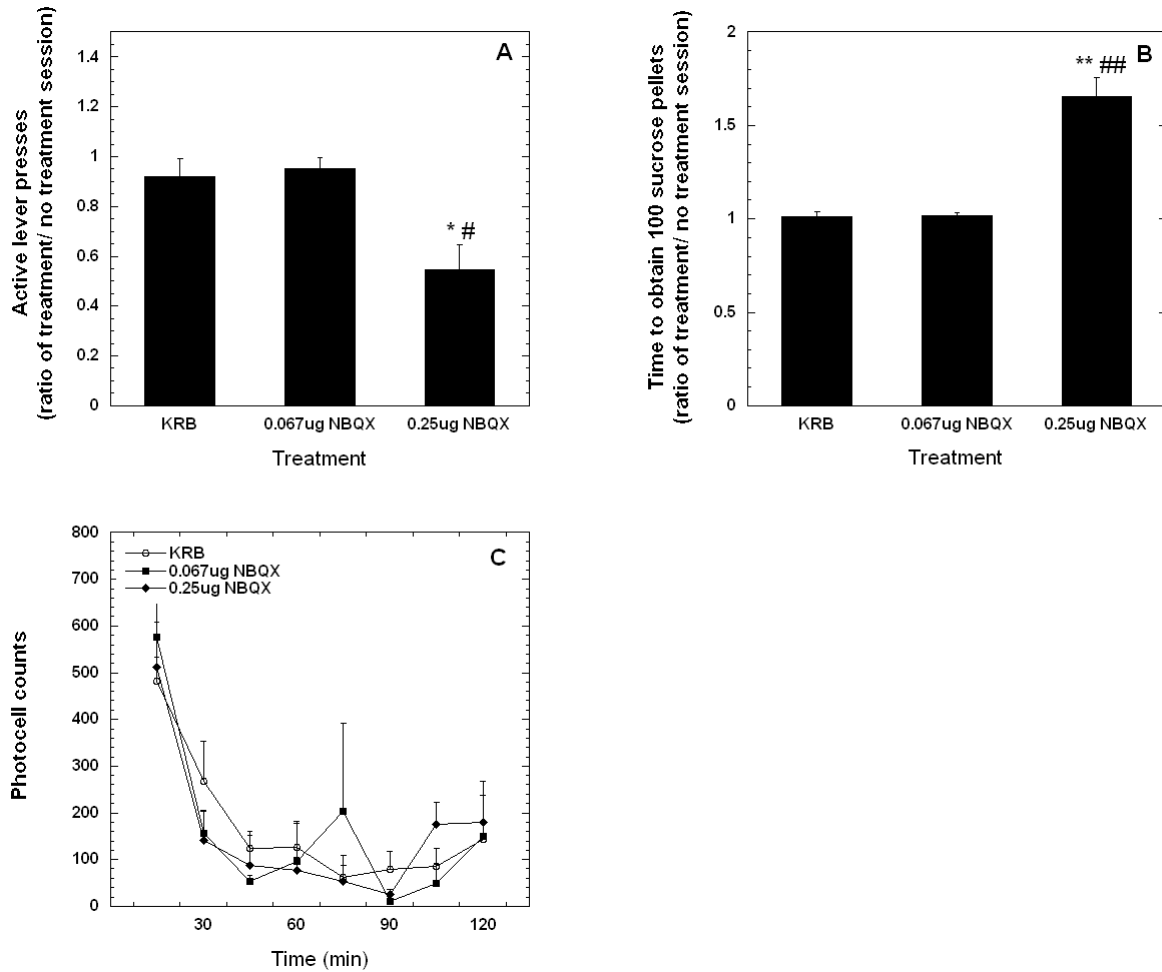 A
Active lever presses
(ratio of treatment/ no treatment session)
1.4
1.2
1
0.8
0.6
0.4
0.2
0
* #
KRB
0.067ug NBQX
0.25ug NBQX
Treatment
B
Time to obtain 100 sucrose pellets
(ratio of treatment/ no treatment session)
2
1.5
1
0.5
0
** ##
KRB
0.067ug NBQX
0.25ug NBQX
Treatment
C
Photocell counts
800
700
600
500
400
300
200
100
0
KRB
0.067ug NBQX
0.25ug NBQX
30
60
90
120
Time (min)